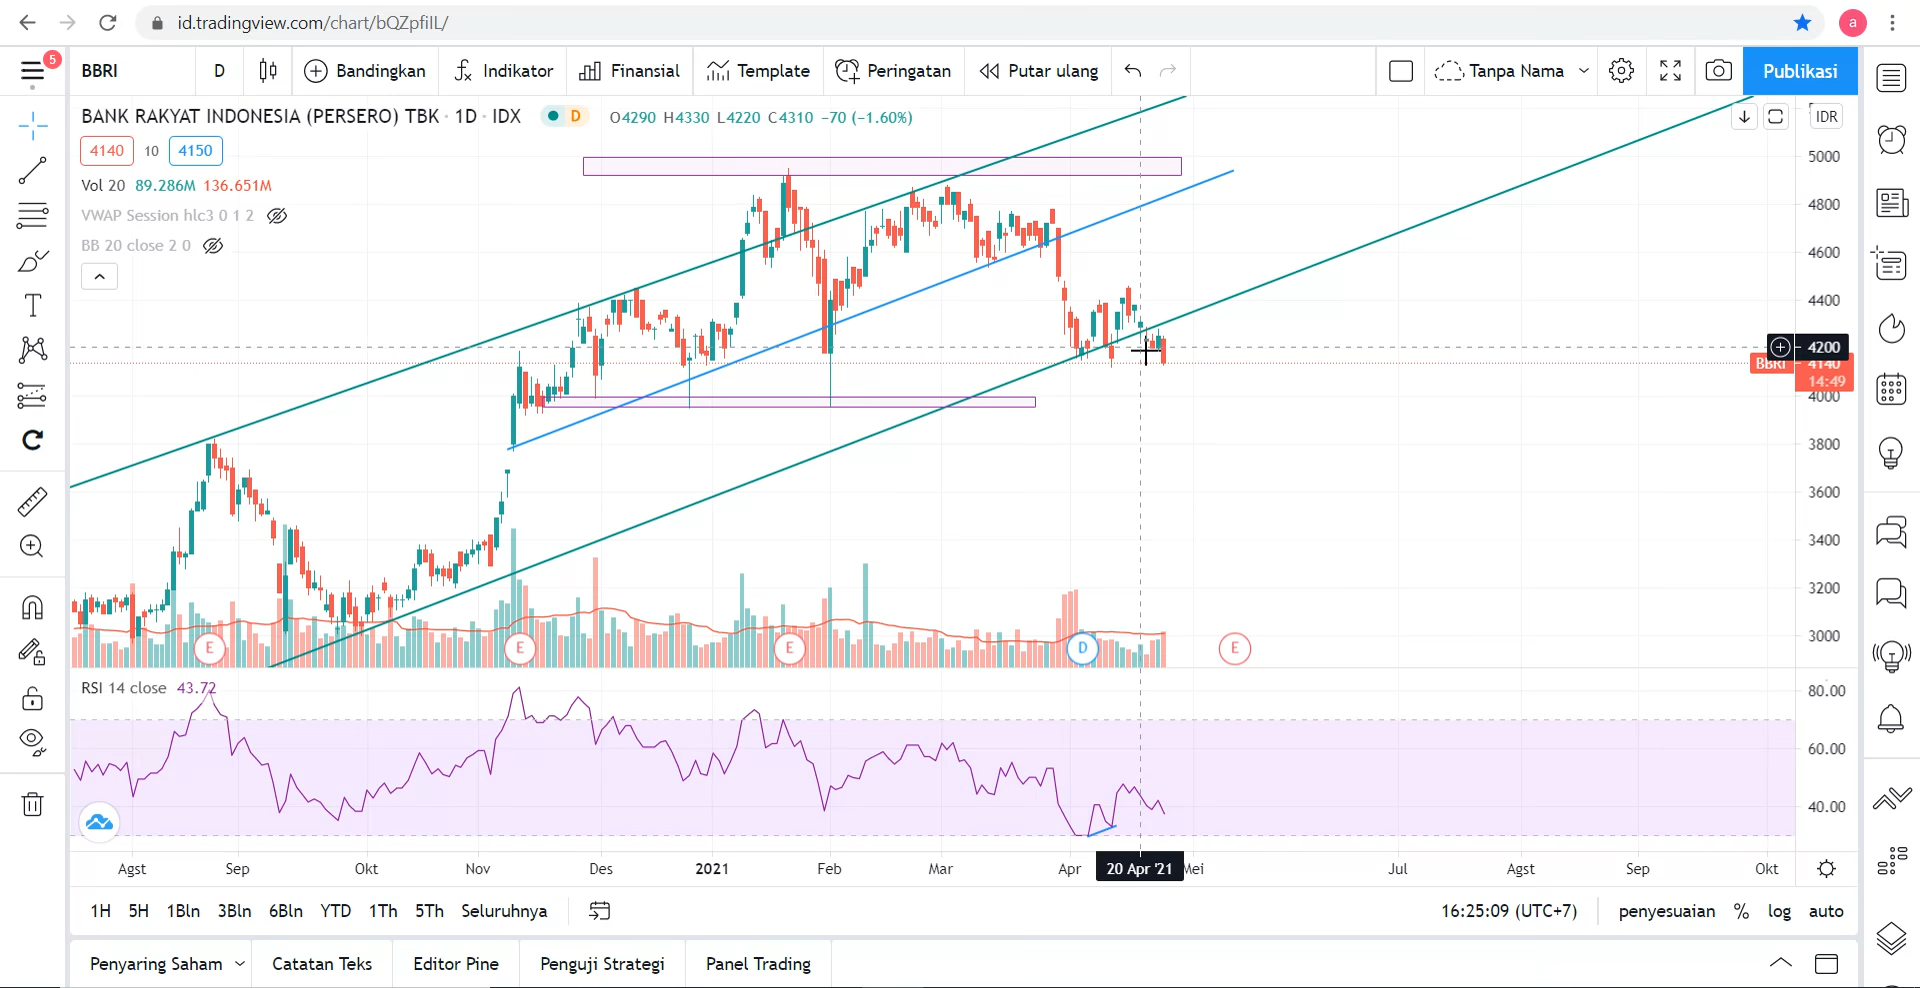 id.tradingview.com/chart/bQZpfiIL/
a
5
BBRI
D
Bandingkan
Indikator
Finansial
Template
Peringatan
Putar ulang
Tanpa Nama
Publikasi
BANK RAKYAT INDONESIA (PERSERO) TBK · 1D · IDX
D
O4290 H4330 L4220 C4310 −70 (−1.60%)
IDR
4140 10 4150
Vol 20 89.286M 136.651M
VWAP Session hlc3 0 1 2
BB 20 close 2 0
5000
4800
4600
4400
4200
BBRI 4140
14:49
4000
3800
3600
3400
3200
3000
E E E D E
RSI 14 close 43.72
80.00
60.00
40.00
Agst Sep Okt Nov Des 2021 Feb Mar Apr 20 Apr '21 Mei Jul Agst Sep Okt
1H 5H 1Bln 3Bln 6Bln YTD 1Th 5Th Seluruhnya
16:25:09 (UTC+7) penyesuaian % log auto
Penyaring Saham Catatan Teks Editor Pine Penguji Strategi Panel Trading